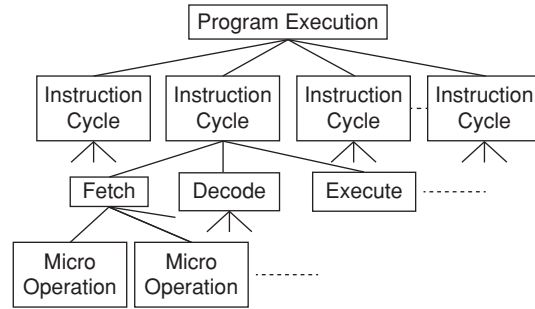 Program Execution
Instruction
Cycle
Instruction
Cycle
Instruction
Cycle
Instruction
Cycle
Fetch
Decode
Execute
Micro
Operation
Micro
Operation